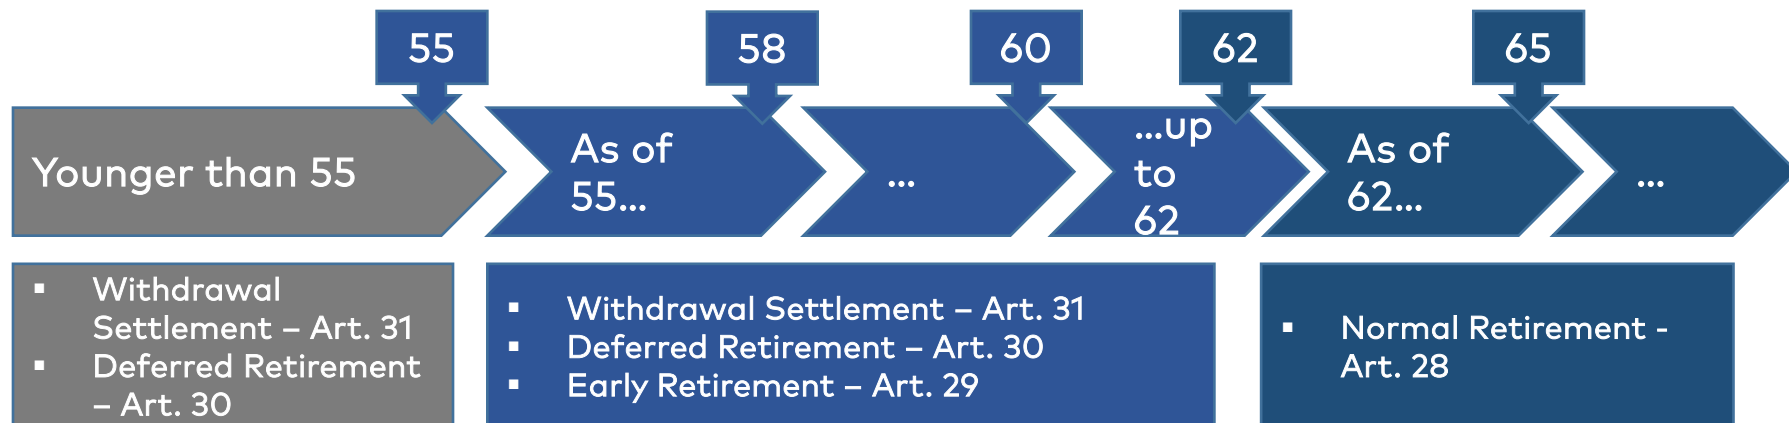 55
58
60
62
65
Younger than 55
As of
55...
...
...up
to
62
As of
62...
...
▪ Withdrawal
Settlement – Art. 31
▪ Deferred Retirement
– Art. 30
▪ Withdrawal Settlement – Art. 31
▪ Deferred Retirement – Art. 30
▪ Early Retirement – Art. 29
▪ Normal Retirement -
Art. 28